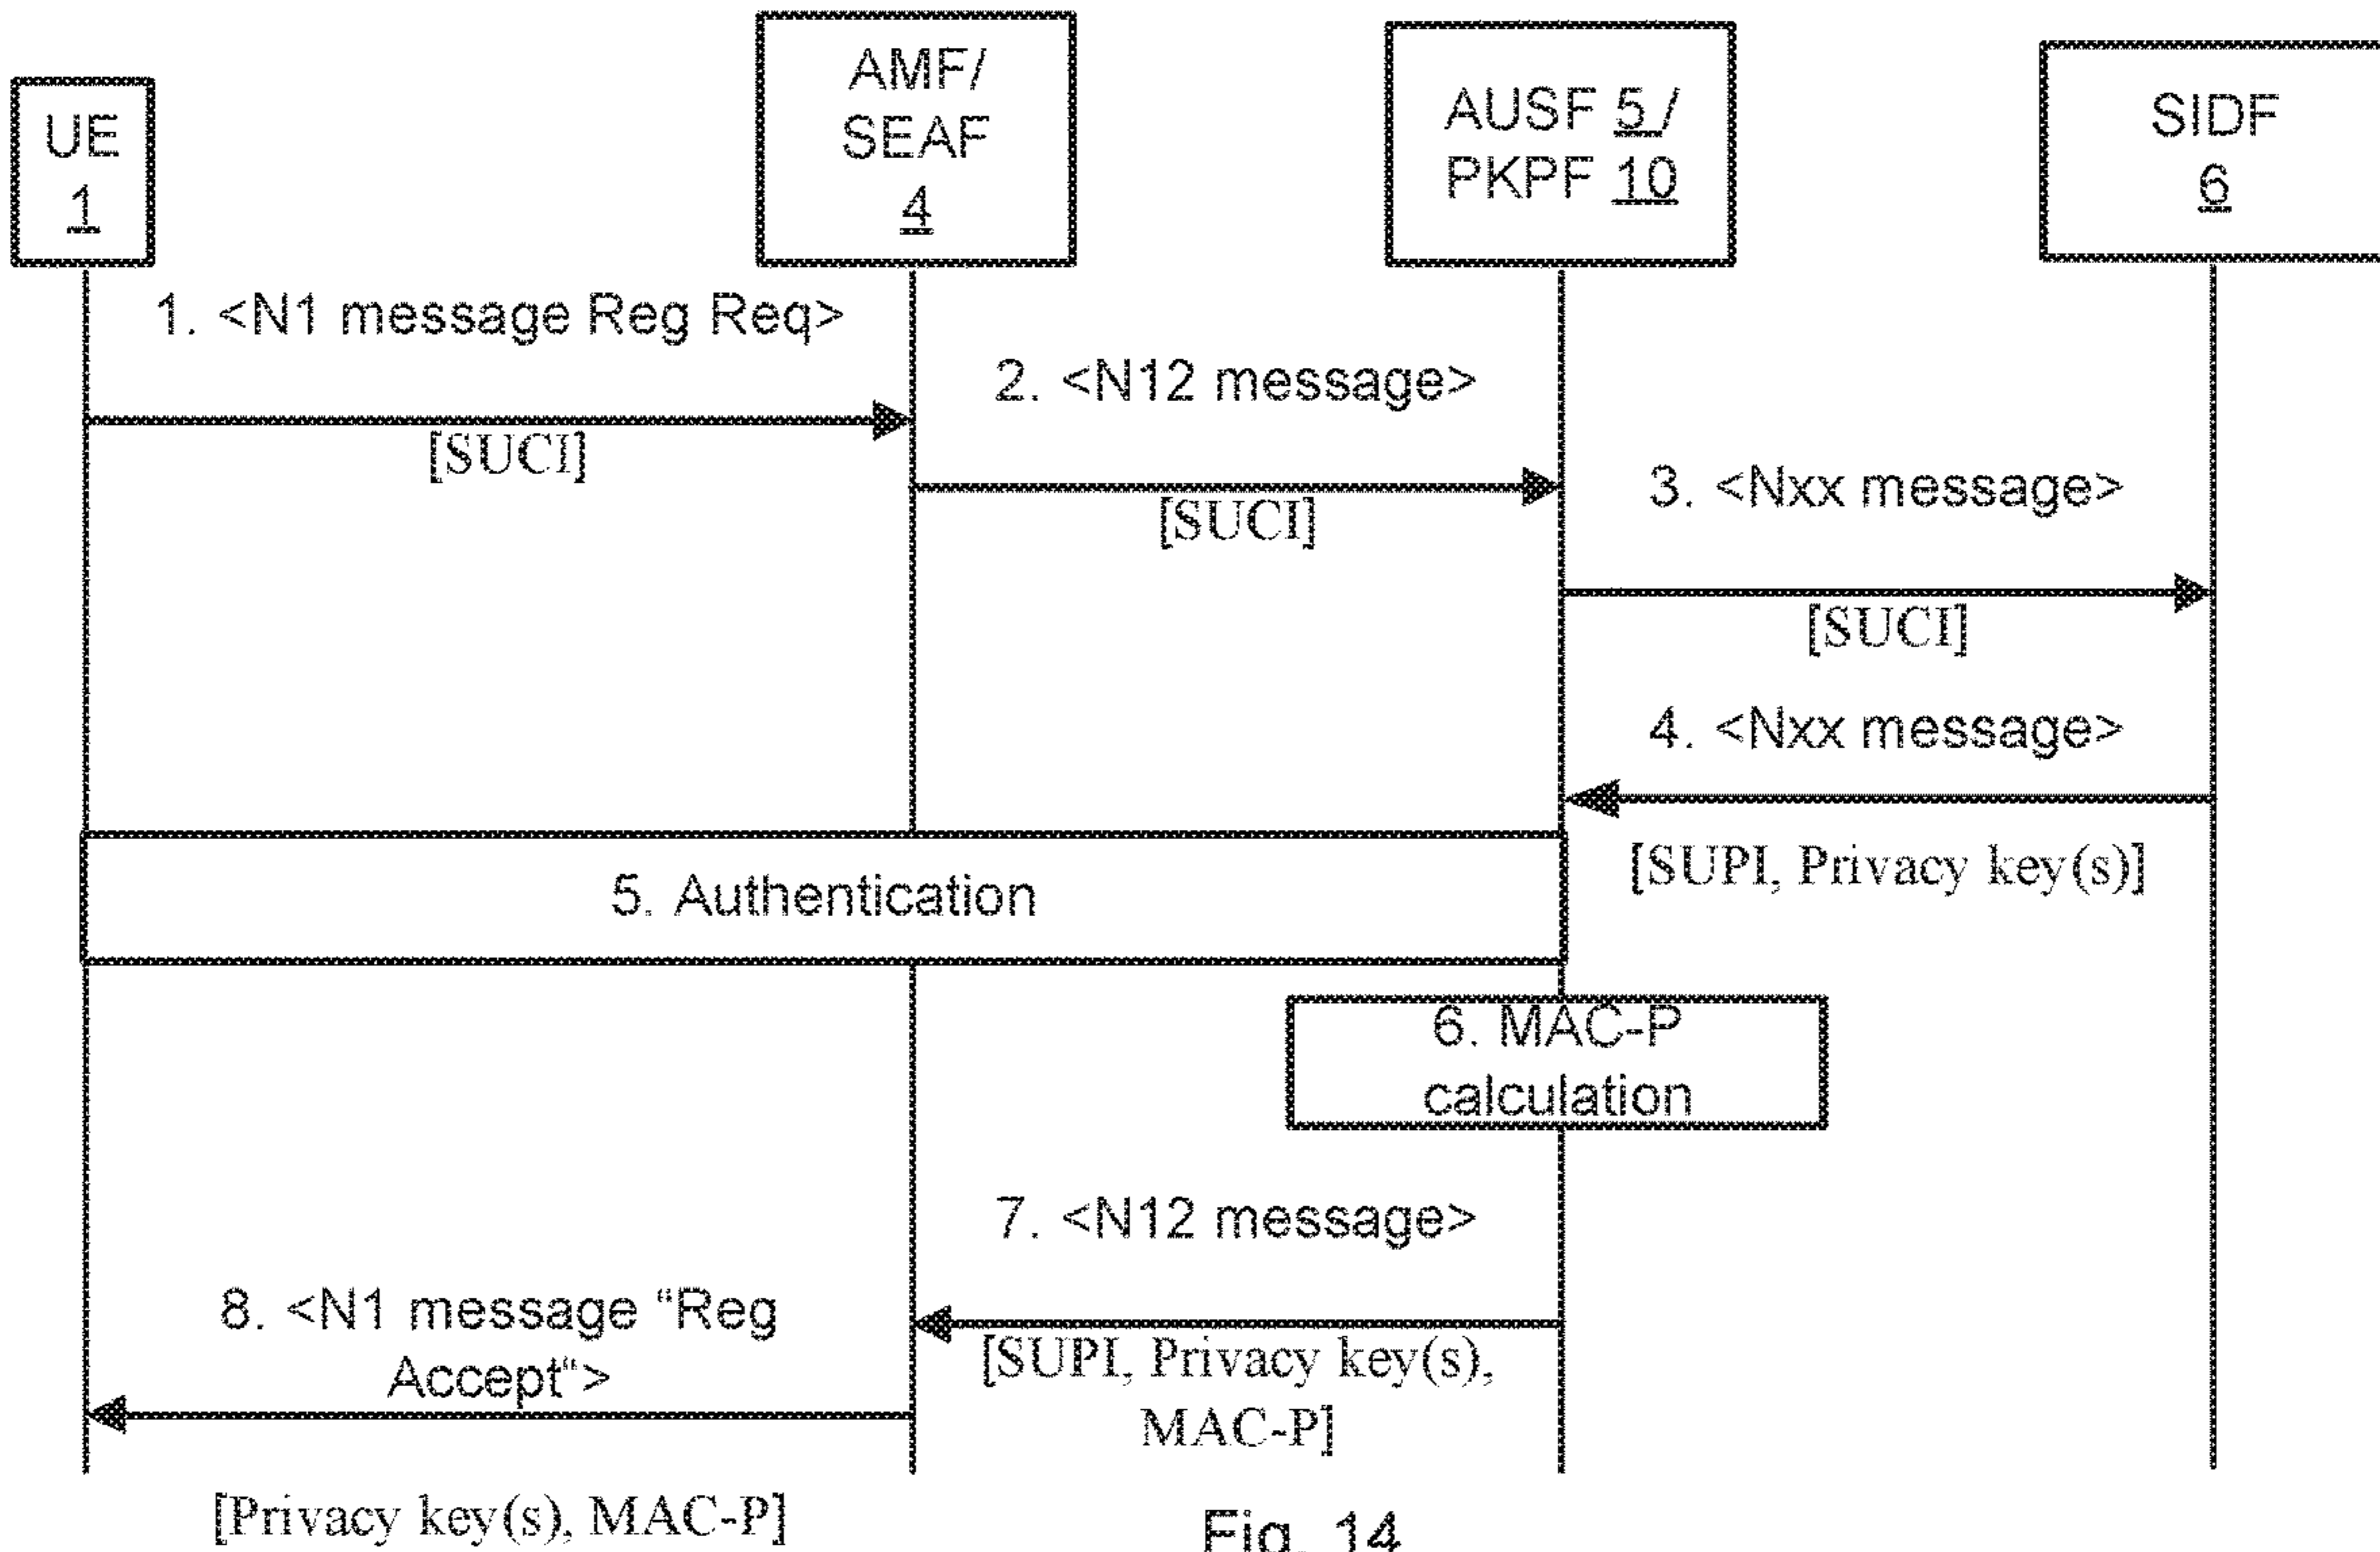 UE
1
AMF/
SEAF
4
AUSF 5 /
PKPF 10
SIDF
6
1. <N1 message Reg Req>
[SUCI]
2. <N12 message>
[SUCI]
3. <Nxx message>
[SUCI]
4. <Nxx message>
[SUPI, Privacy key(s)]
5. Authentication
6. MAC-P
calculation
7. <N12 message>
[SUPI, Privacy key(s),
MAC-P]
8. <N1 message “Reg
Accept“>
[Privacy key(s), MAC-P]
Fig. 14